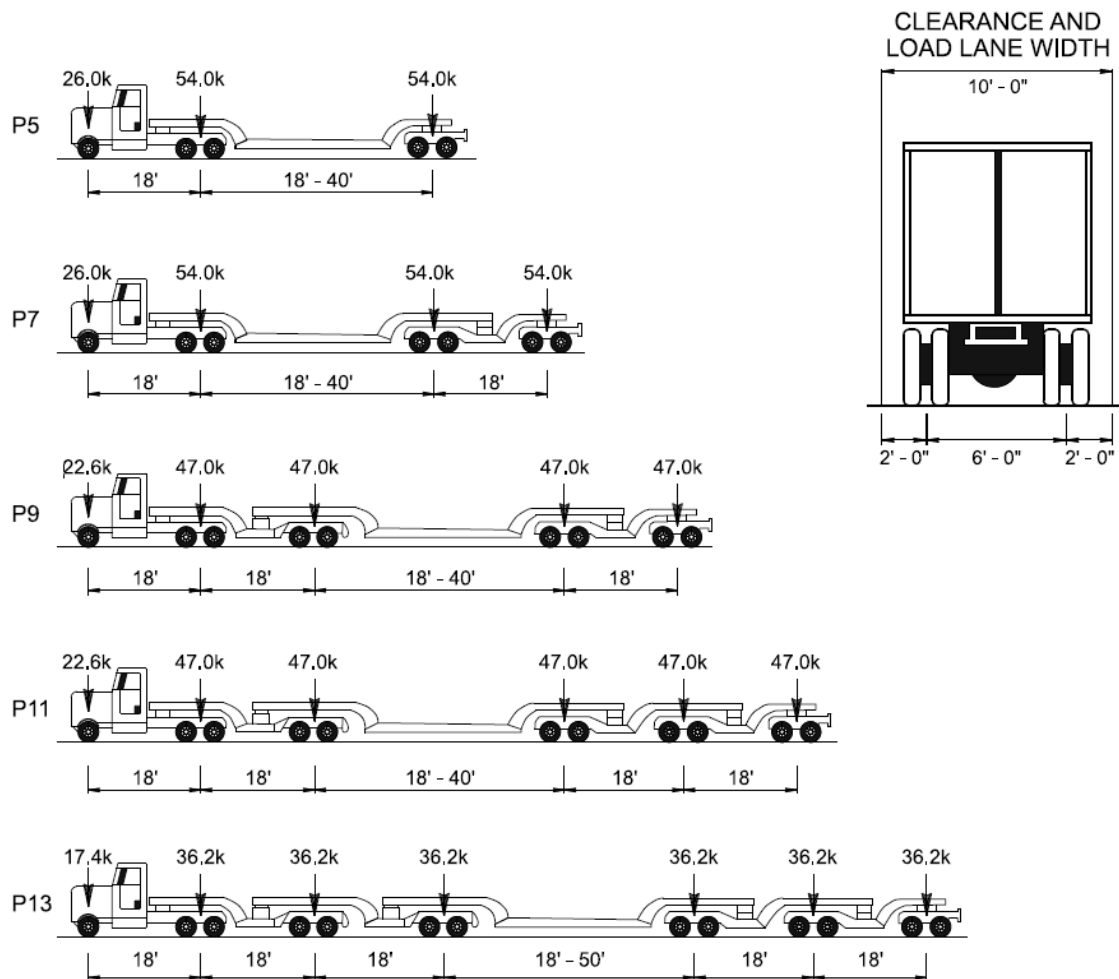 CLEARANCE AND
LOAD LANE WIDTH
10' - 0"
2' - 0" 6' - 0" 2' - 0"
26.0k 54.0k 54.0k
P5
18' 18' - 40'
26.0k 54.0k 54.0k 54.0k
P7
18' 18' - 40' 18'
22.6k 47.0k 47.0k 47.0k 47.0k
P9
18' 18' 18' - 40' 18'
22.6k 47.0k 47.0k 47.0k 47.0k 47.0k
P11
18' 18' 18' - 40' 18' 18'
17.4k 36.2k 36.2k 36.2k 36.2k 36.2k 36.2k
P13
18' 18' 18' 18' - 50' 18' 18'